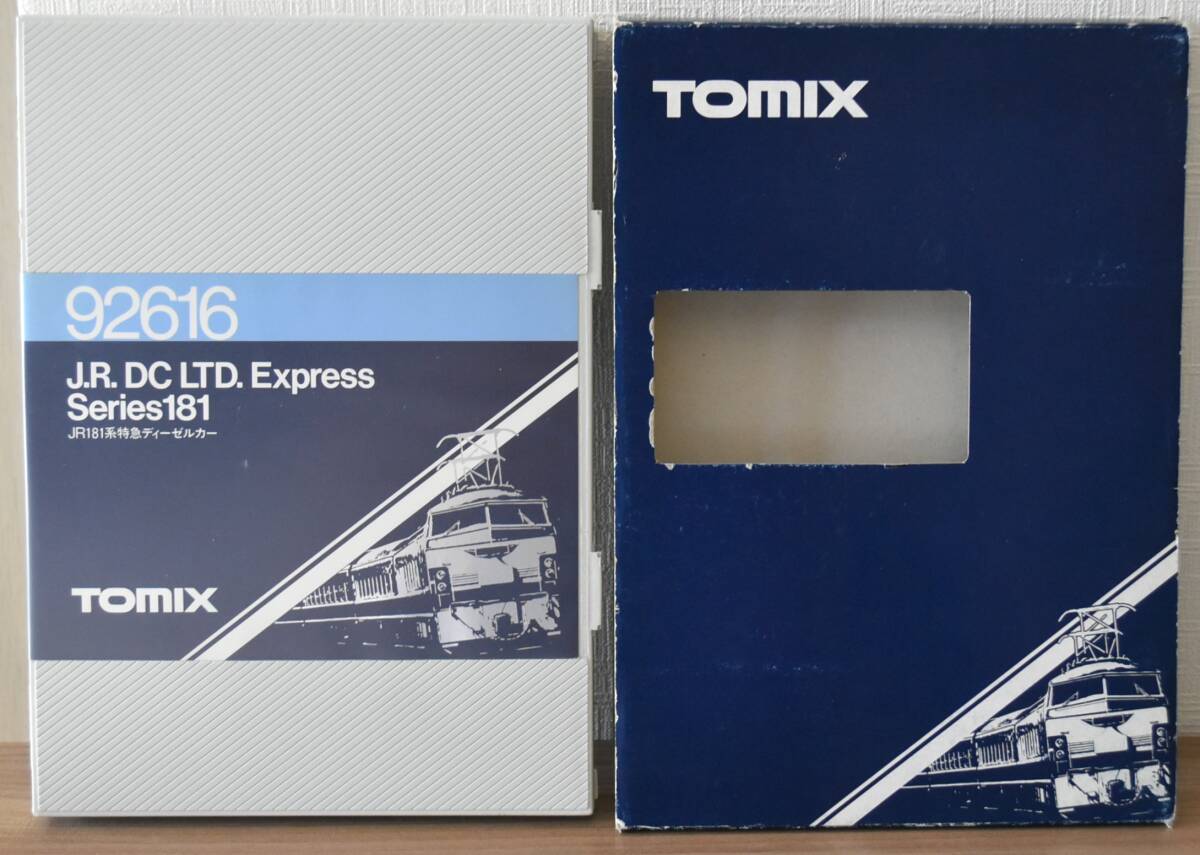 92616
J.R. DC LTD. Express
Series181
JR181系特急ディーゼルカー
TOMIX
TOMIX